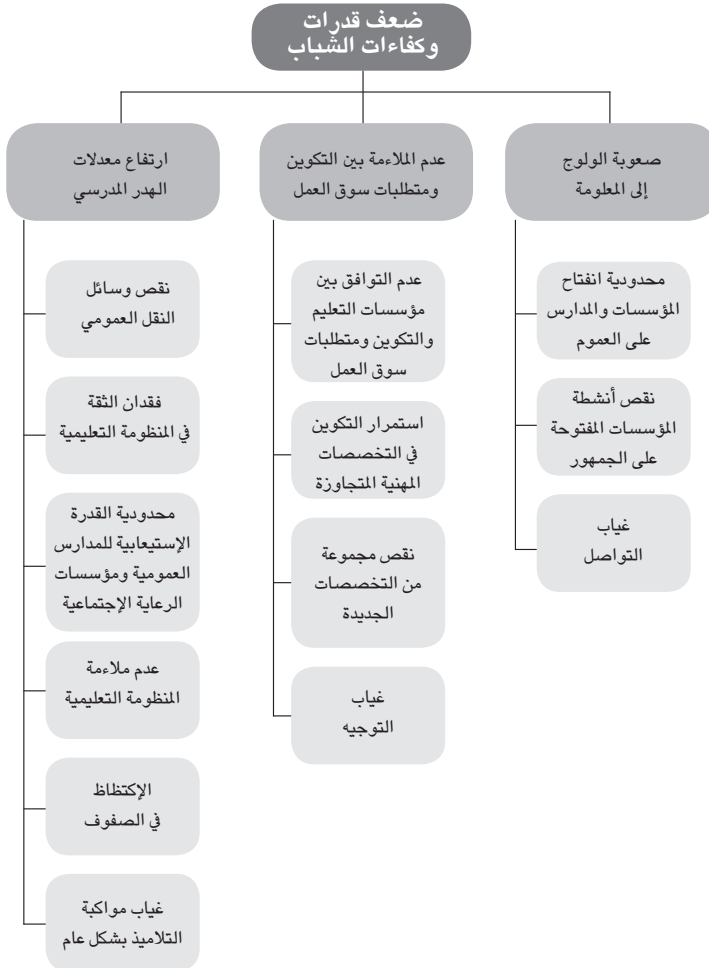 ضعف قدرات
وكفاءات الشباب
صعوبة الولوج
إلى المعلومة
محدودية انفتاح
المؤسسات والمدارس
على العموم
نقص أنشطة
المؤسسات المفتوحة
على الجمهور
غياب
التواصل
عدم الملاءمة بين التكوين
ومتطلبات سوق العمل
عدم التوافق بين
مؤسسات التعليم
والتكوين ومتطلبات
سوق العمل
استمرار التكوين
في التخصصات
المهنية المتجاوزة
نقص مجموعة
من التخصصات
الجديدة
غياب
التوجيه
ارتفاع معدلات
الهدر المدرسي
نقص وسائل
النقل العمومي
فقدان الثقة
في المنظومة التعليمية
محدودية القدرة
الإستيعابية للمدارس
العمومية ومؤسسات
الرعاية الإجتماعية
عدم ملاءمة
المنظومة التعليمية
الإكتظاظ
في الصفوف
غياب مواكبة
التلاميذ بشكل عام